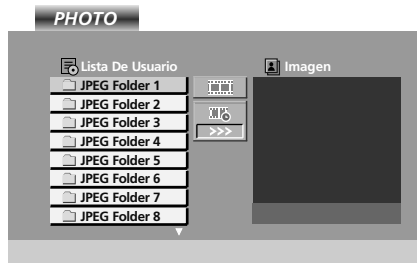 PHOTO
Lista De Usuario
Imagen
JPEG Folder 1
JPEG Folder 2
JPEG Folder 3
JPEG Folder 4
JPEG Folder 5
JPEG Folder 6
JPEG Folder 7
JPEG Folder 8
>>>